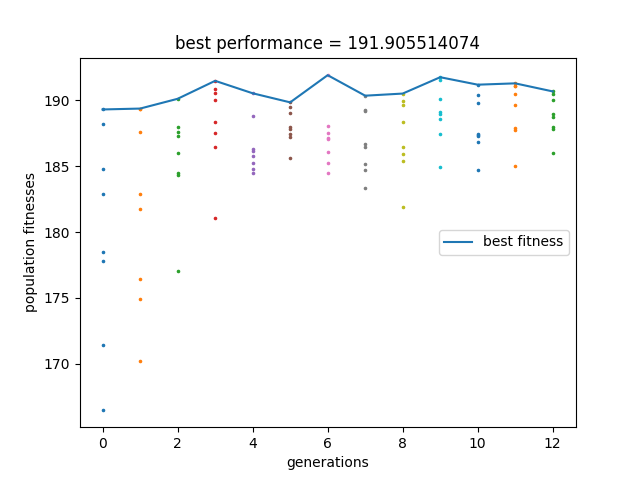 best performance = 191.905514074
population fitnesses
190
185
180
175
170
best fitness
0 2 4 6 8 10 12
generations